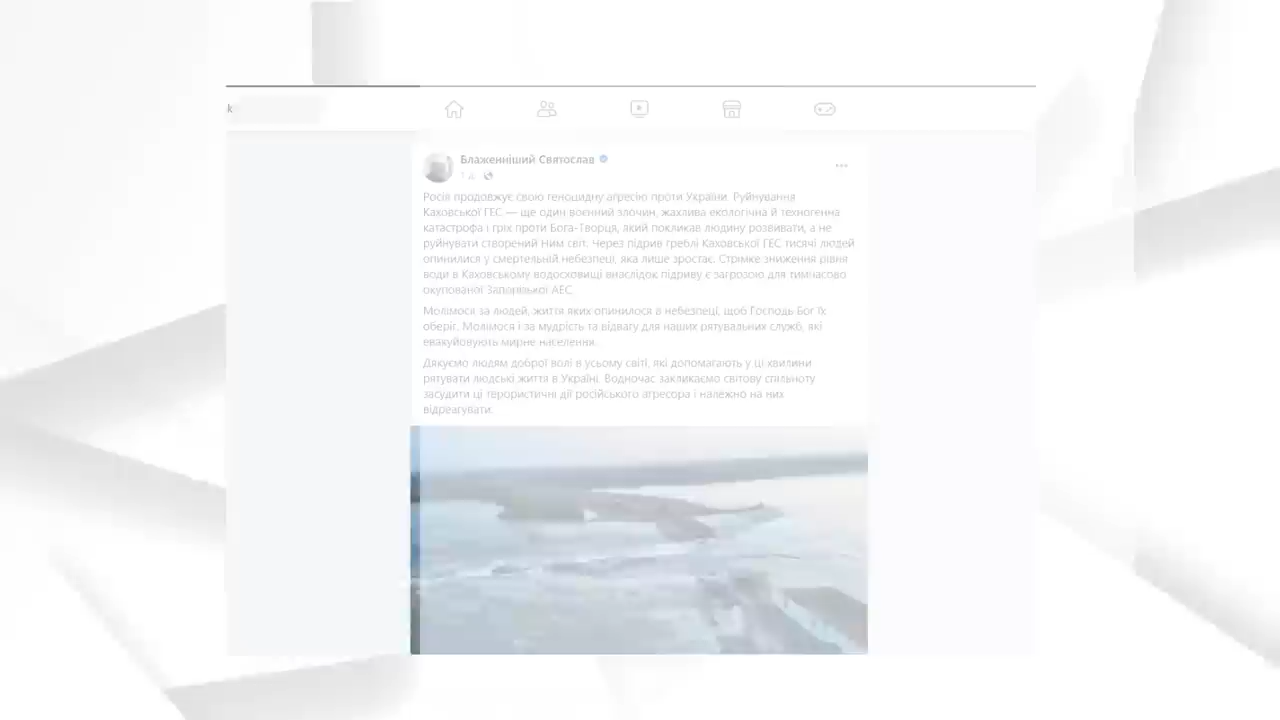 k
Блаженніший Святослав
1 д.
Росія продовжує свою геноцидну агресію проти України. Руйнування
Каховської ГЕС — ще один воєнний злочин, жахлива екологічна й техногенна
катастрофа і гріх проти Бога-Творця, який покликав людину розвивати, а не
руйнувати створений Ним світ. Через підрив греблі Каховської ГЕС тисячі людей
опинилися у смертельній небезпеці, яка лише зростає. Стрімке зниження рівня
води в Каховському водосховищі внаслідок підриву є загрозою для тимчасово
окупованої Запорізької АЕС.
Молімося за людей, життя яких опинилося в небезпеці, щоб Господь Бог їх
оберіг. Молімося і за мудрість та відвагу для наших рятувальних служб, які
евакуйовують мирне населення.
Дякуємо людям доброї волі в усьому світі, які допомагають у ці хвилини
рятувати людські життя в Україні. Водночас закликаємо світову спільноту
засудити ці терористичні дії російського агресора і належно на них
відреагувати.